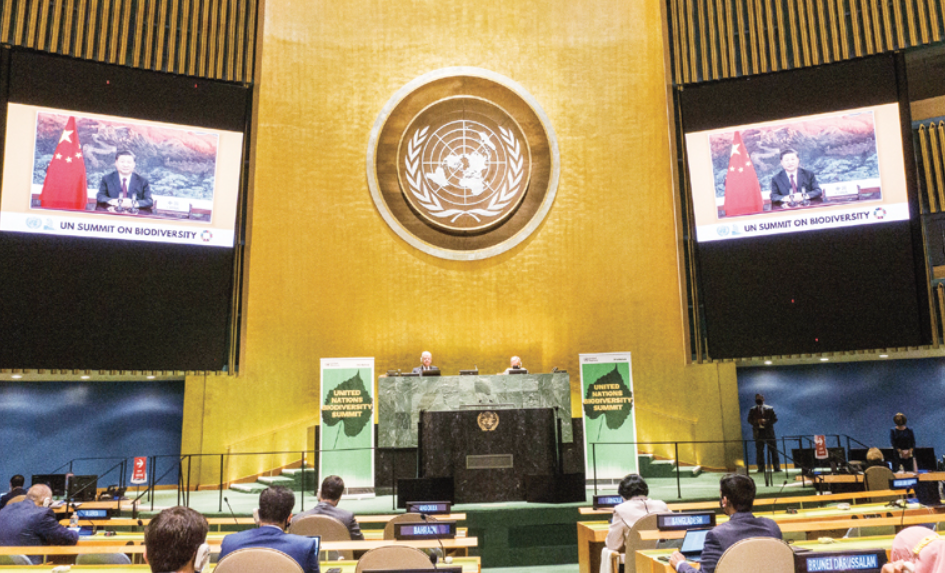 UN SUMMIT ON BIODIVERSITY
UN SUMMIT ON BIODIVERSITY
UNITED
NATIONS
BIODIVERSITY
SUMMIT
UNITED
NATIONS
BIODIVERSITY
SUMMIT
BAHRAIN
BANGLADESH
BRUNEI DARUSSALAM